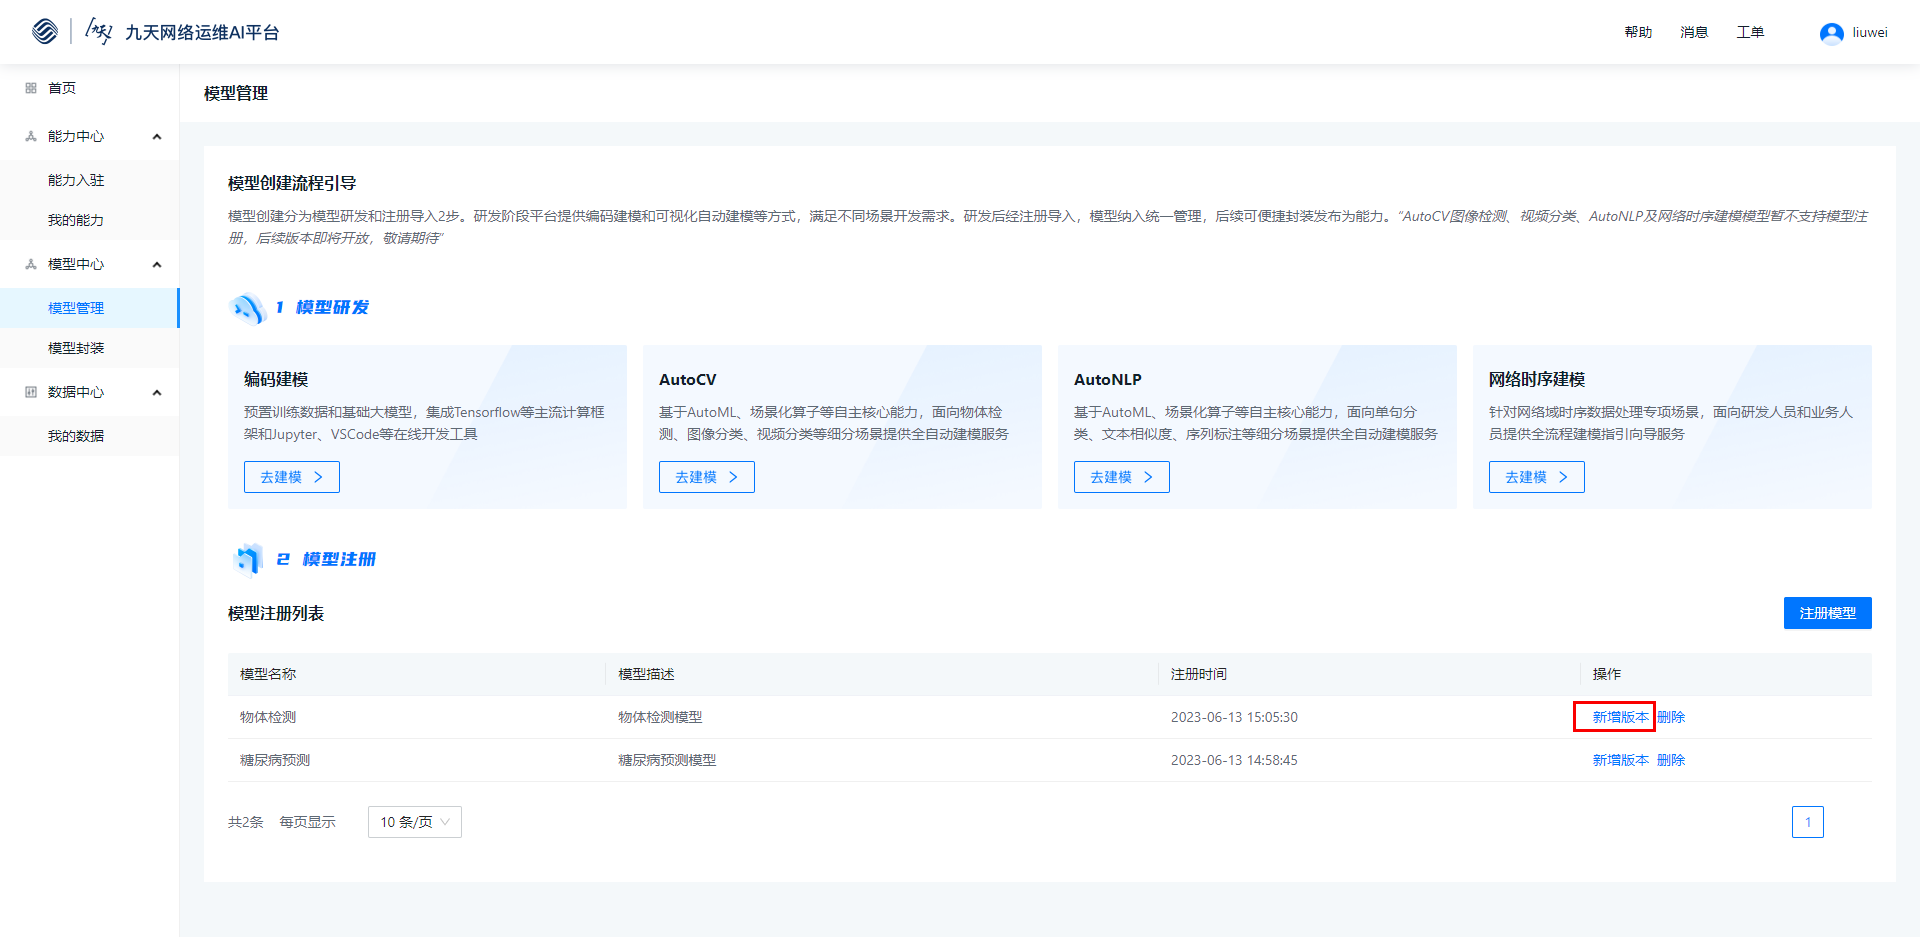 九天 九天网络运维AI平台
帮助 消息 工单 liuwei
首页
能力中心
能力入驻
我的能力
模型中心
模型管理
模型封装
数据中心
我的数据
模型管理
模型创建流程引导
模型创建分为模型研发和注册导入2步。研发阶段平台提供编码建模和可视化自动建模等方式，满足不同场景开发需求。研发后经注册导入，模型纳入统一管理，后续可便捷封装发布为能力。“AutoCV图像检测、视频分类、AutoNLP及网络时序建模模型暂不支持模型注
册，后续版本即将开放，敬请期待”
1 模型研发
编码建模
预置训练数据和基础大模型，集成Tensorflow等主流计算框
架和Jupyter、VSCode等在线开发工具
去建模
AutoCV
基于AutoML、场景化算子等自主核心能力，面向物体检
测、图像分类、视频分类等细分场景提供全自动建模服务
去建模
AutoNLP
基于AutoML、场景化算子等自主核心能力，面向单句分
类、文本相似度、序列标注等细分场景提供全自动建模服务
去建模
网络时序建模
针对网络域时序数据处理专项场景，面向研发人员和业务人
员提供全流程建模指引向导服务
去建模
2 模型注册
模型注册列表
注册模型
模型名称 模型描述 注册时间 操作
物体检测 物体检测模型 2023-06-13 15:05:30 新增版本 删除
糖尿病预测 糖尿病预测模型 2023-06-13 14:58:45 新增版本 删除
共2条 每页显示 10 条/页 1